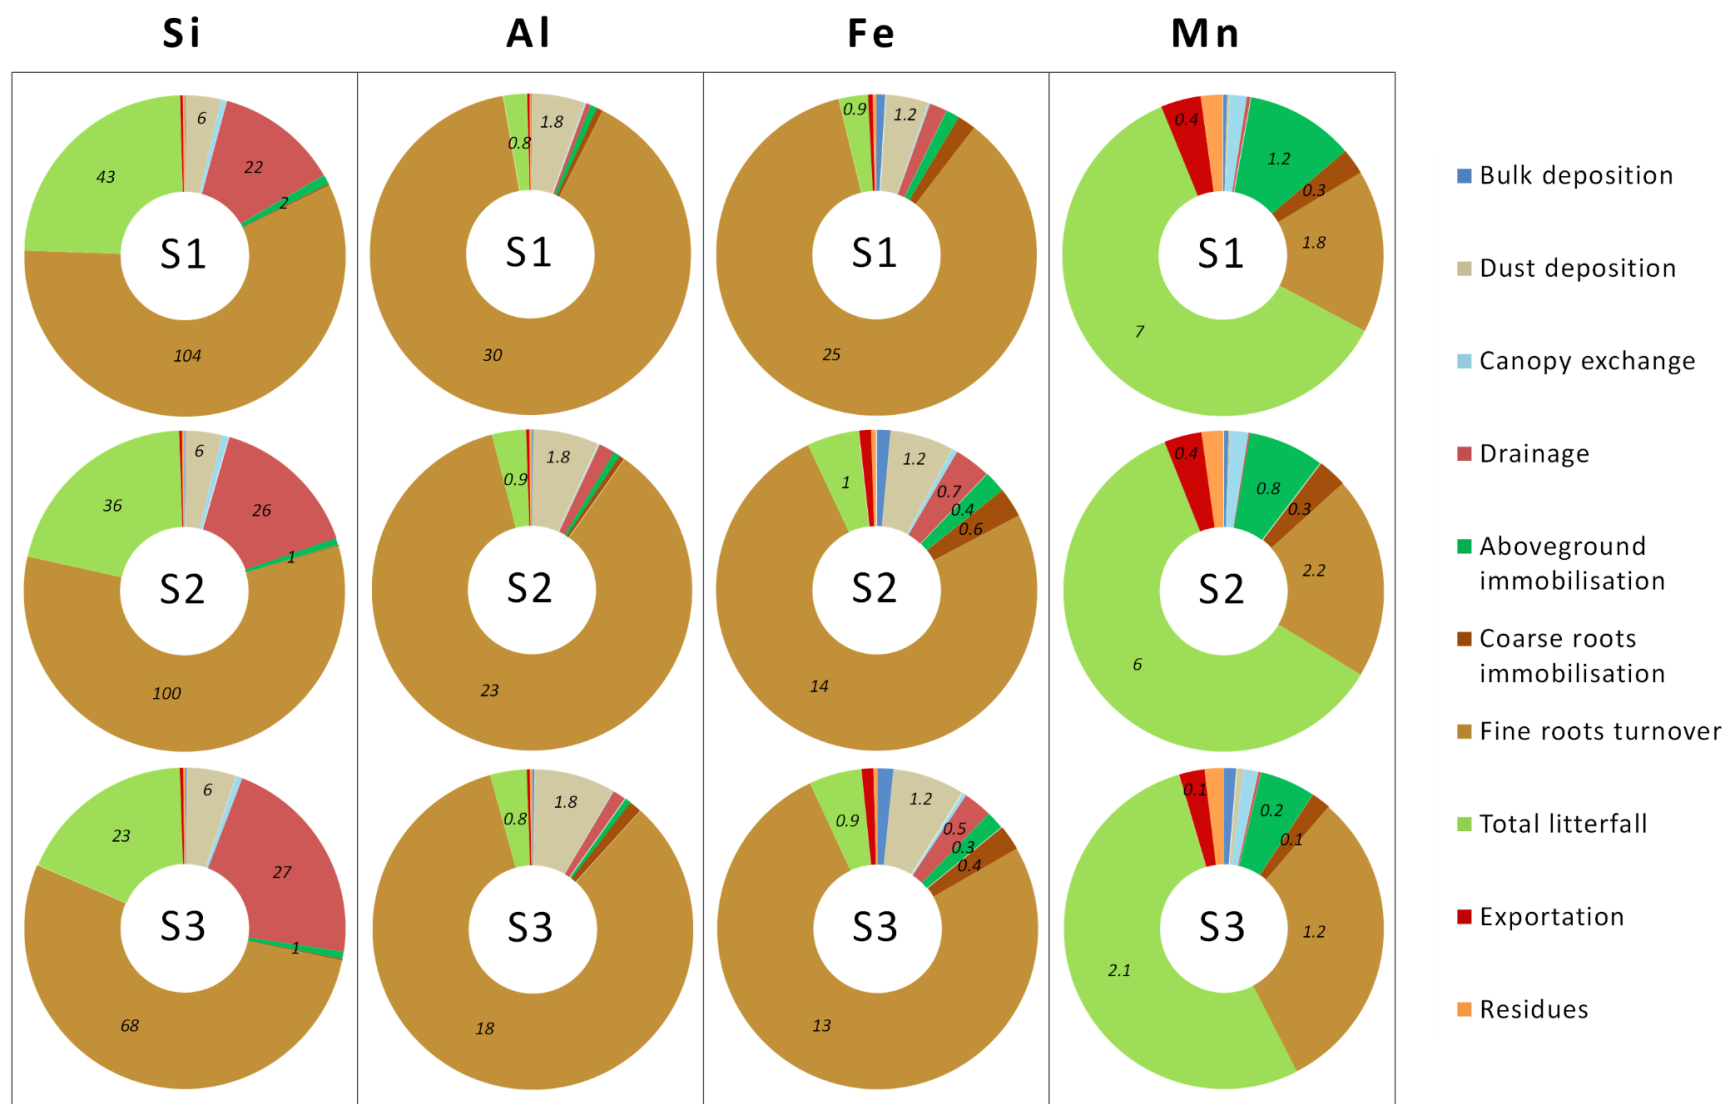 Si Al Fe Mn
6
22
2
104
43
S1
1.8
30
0.8
S1
1.2
25
0.9
S1
1.2
0.3
1.8
7
0.4
S1
6
26
1
100
36
S2
1.8
23
0.9
S2
1.2
0.7
0.4
0.6
14
1
S2
0.8
0.3
2.2
6
0.4
S2
6
27
1
68
23
S3
1.8
18
0.8
S3
1.2
0.5
0.3
0.4
13
0.9
S3
0.2
0.1
1.2
2.1
0.1
S3
Bulk deposition
Dust deposition
Canopy exchange
Drainage
Aboveground
immobilisation
Coarse roots
immobilisation
Fine roots turnover
Total litterfall
Exportation
Residues